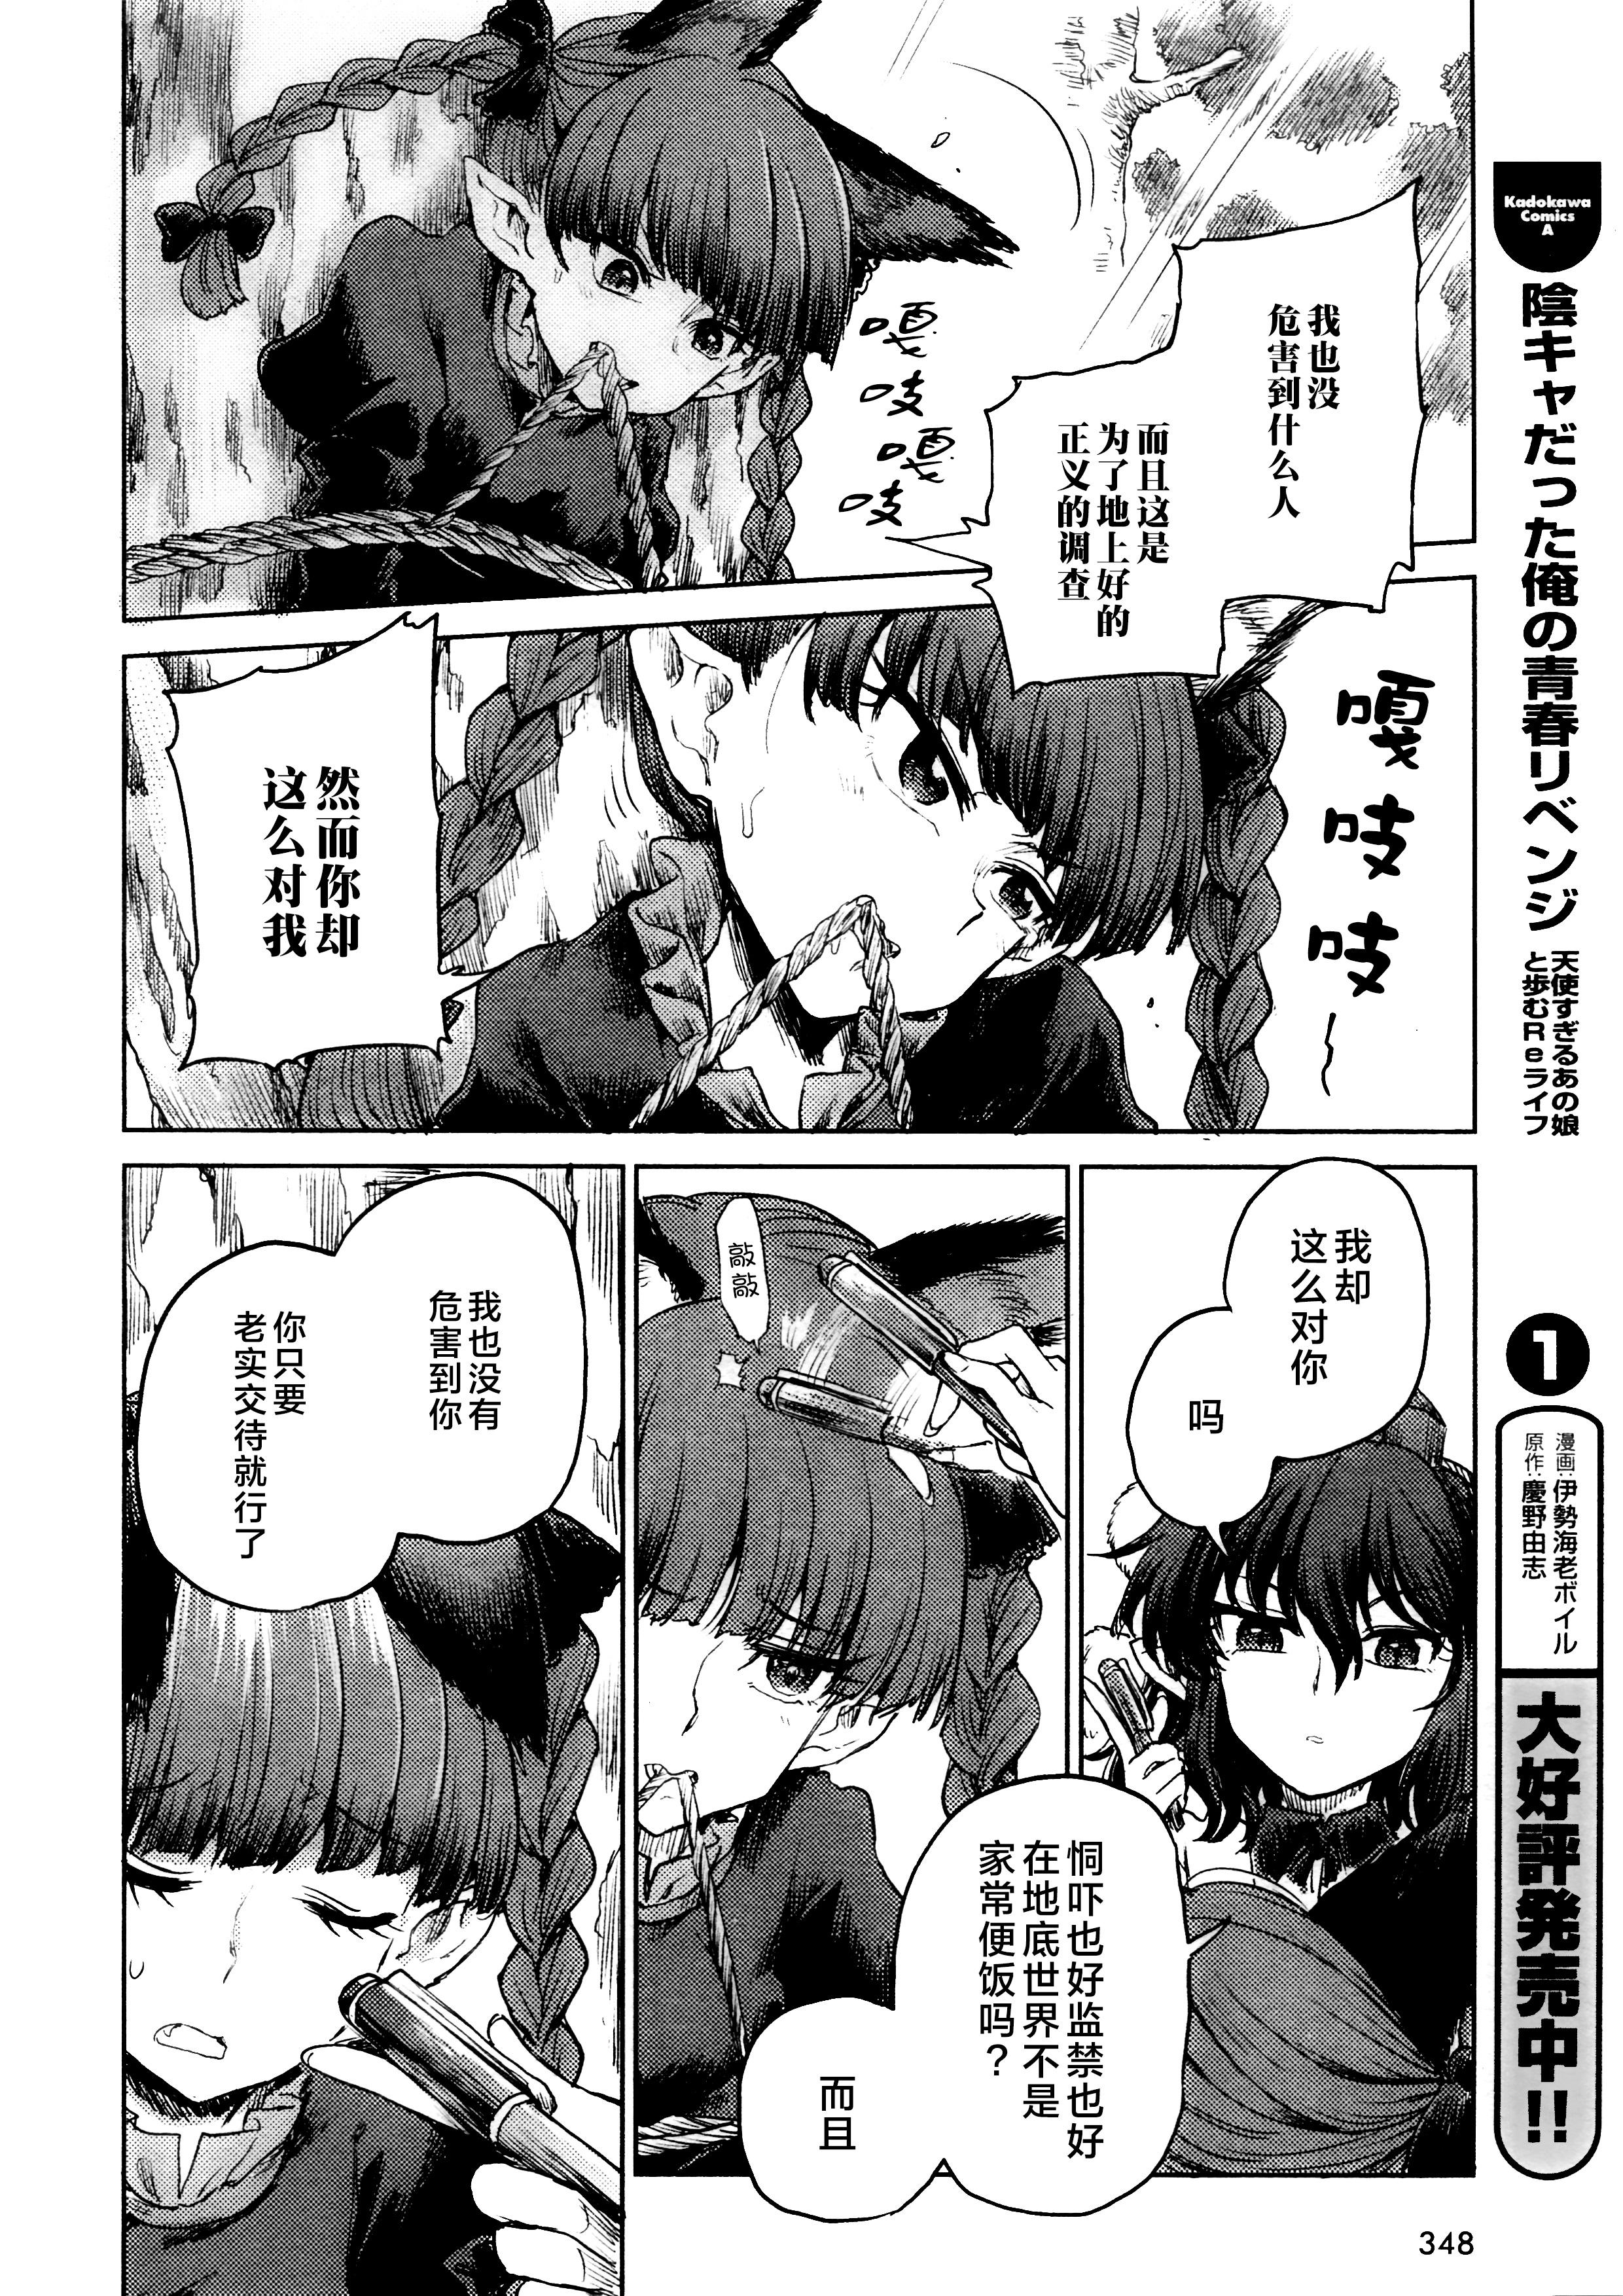 我也没
危害到什么人
而且这是
为了地上好的
正义的调查
嘎
吱
嘎
吱
嘎
吱
吱
然而你却
这么对我
我却
这么对你
吗
恫吓也好监禁也好
在地底世界不是
家常便饭吗？
而且
敲敲
我也没有
危害到你
你只要
老实交待就行了
Kadokawa
Comics
A
陰キャだった俺の青春リベンジ
天使すぎるあの娘
と歩むReライフ
1
漫画：伊勢海老ボイル
原作：慶野由志
大好評発売中!!
348